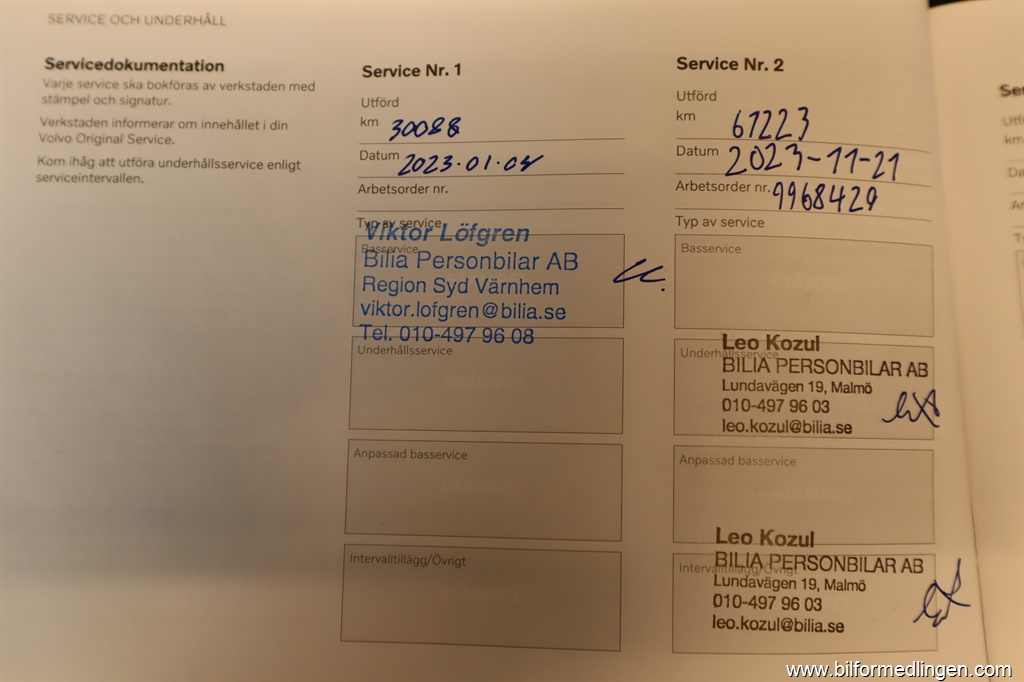 SERVICE OCH UNDERHÅLL
Servicedokumentation
Varje service ska bokföras av verkstaden med
stämpel och signatur.
Verkstaden informerar om innehållet i din
Volvo Original Service.
Kom ihåg att utföra underhållsservice enligt
serviceintervallen.
Service Nr. 1
Utförd
km 30088
Datum 2023.01.04
Arbetsorder nr.
Typ av service
Basservice
Viktor Löfgren
Bilia Personbilar AB
Region Syd Värnhem
viktor.lofgren@bilia.se
Tel. 010-497 96 08
Underhållsservice
Anpassad basservice
Intervalltillägg/Övrigt
Service Nr. 2
Utförd
km 67223
Datum 2023-11-21
Arbetsorder nr. 9968429
Typ av service
Basservice
Underhållsservice
Leo Kozul
BILIA PERSONBILAR AB
Lundavägen 19, Malmö
010-497 96 03
leo.kozul@bilia.se
Anpassad basservice
Intervalltillägg/Övrigt
Leo Kozul
BILIA PERSONBILAR AB
Lundavägen 19, Malmö
010-497 96 03
leo.kozul@bilia.se
www.bilformedlingen.com